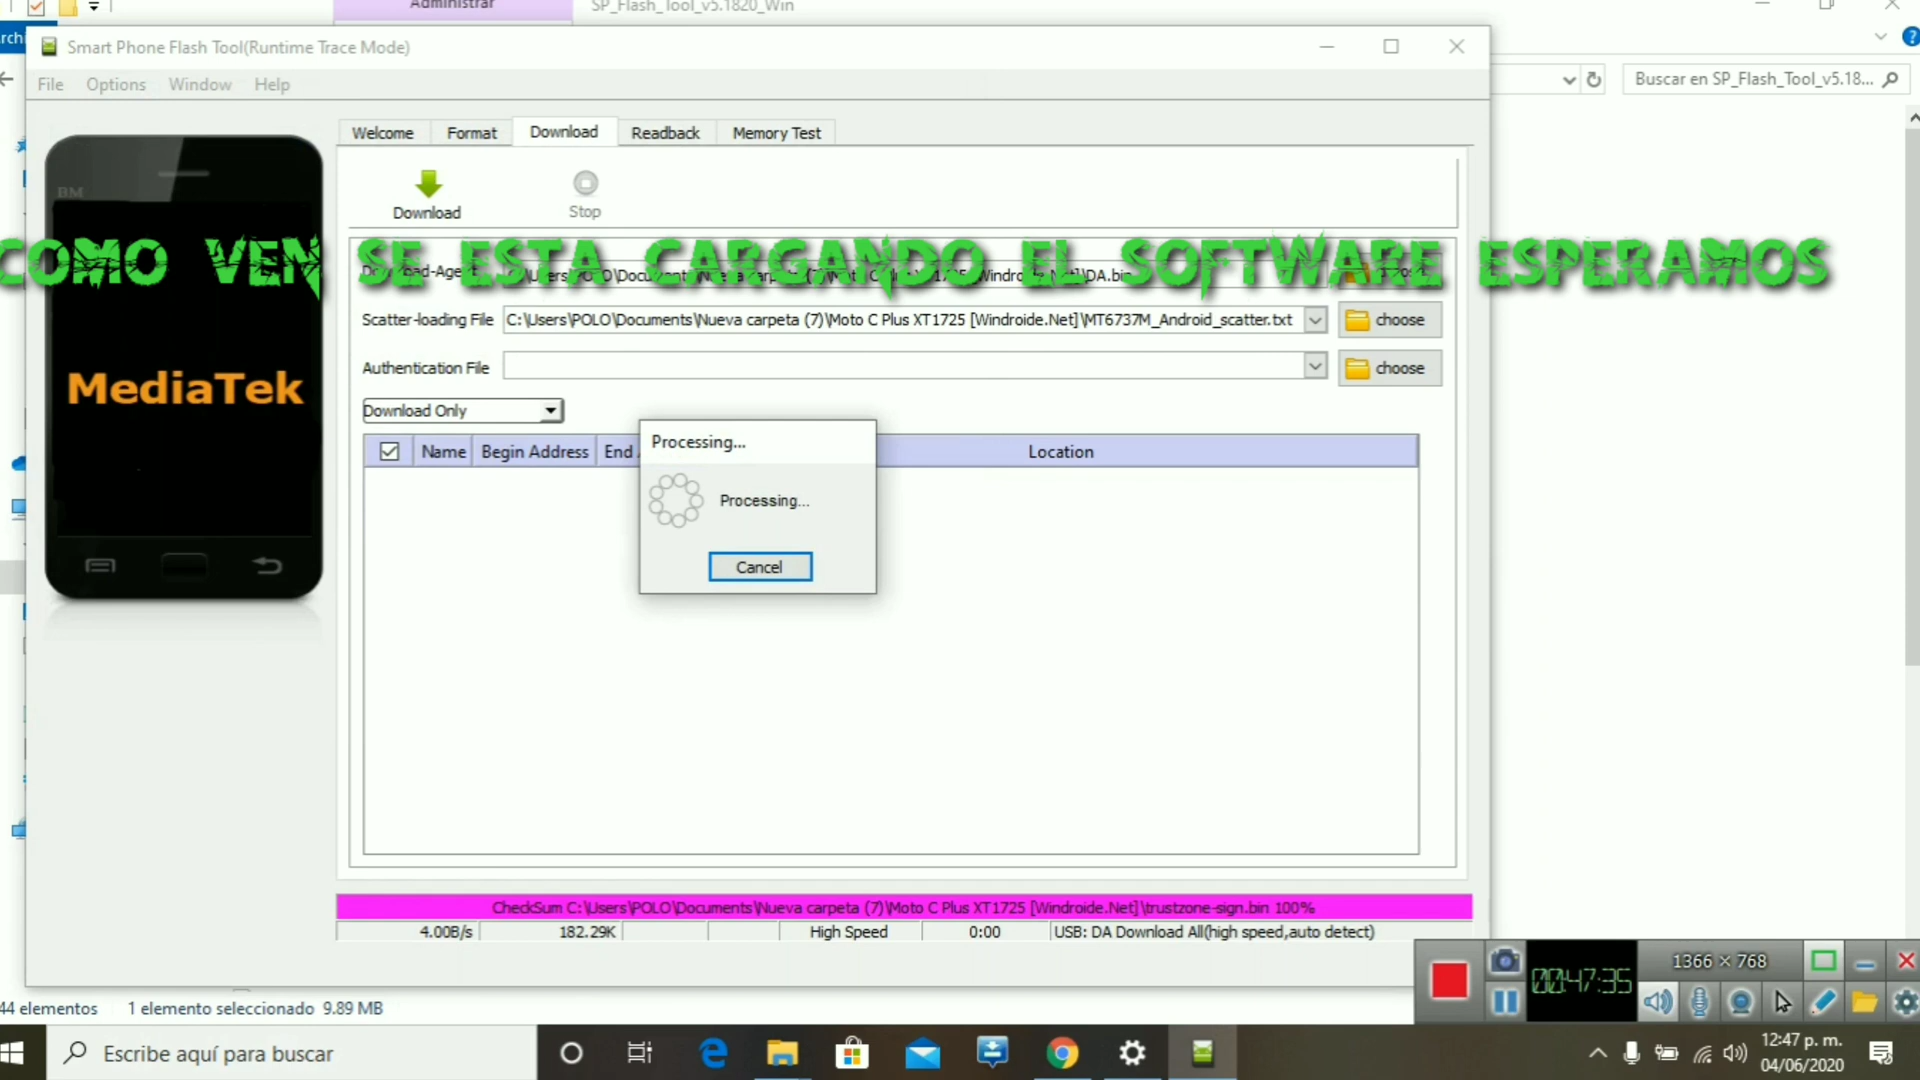 Administrar
SP_Flash_Tool_v5.1820_Win
Smart Phone Flash Tool(Runtime Trace Mode)
File Options Window Help
Buscar en SP_Flash_Tool_v5.18...
Welcome Format Download Readback Memory Test
BM
Download Stop
COMO VEN SE ESTA CARGANDO EL SOFTWARE ESPERAMOS
Scatter-loading File C:\Users\POLO\Documents\Nueva carpeta (7)\Moto C Plus XT1725 [Windroide.Net]\MT6737M_Android_scatter.txt choose
Authentication File choose
MediaTek
Download Only
Name Begin Address End Location
Processing...
Processing...
Cancel
CheckSum C:\Users\POLO\Documents\Nueva carpeta (7)\Moto C Plus XT1725 [Windroide.Net]\trustzone-sign.bin 100%
4.00B/s 182.29K High Speed 0:00 USB: DA Download All(high speed,auto detect)
1366 × 768
00:47:35
44 elementos 1 elemento seleccionado 9.89 MB
Escribe aquí para buscar
12:47 p. m.
04/06/2020